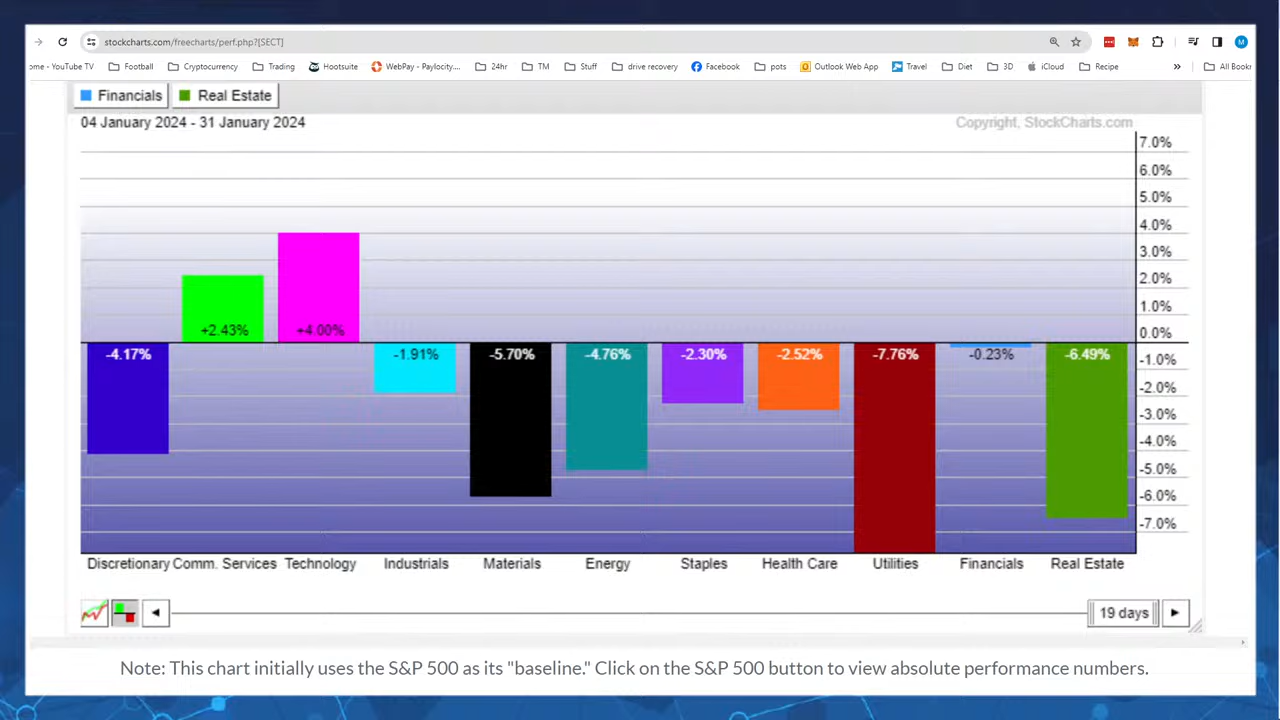 stockcharts.com/freecharts/perf.php?[SECT]
ome - YouTube TV Football Cryptocurrency Trading Hootsuite WebPay - Paylocity.... 24hr TM Stuff drive recovery Facebook pots Outlook Web App Travel Diet 3D iCloud Recipe » All Book
Financials Real Estate
04 January 2024 - 31 January 2024 Copyright, StockCharts.com
7.0%
6.0%
5.0%
4.0%
3.0%
2.0%
1.0%
+2.43% +4.00%
0.0%
-4.17% -1.91% -5.70% -4.76% -2.30% -2.52% -7.76% -0.23% -6.49%
-1.0%
-2.0%
-3.0%
-4.0%
-5.0%
-6.0%
-7.0%
Discretionary Comm. Services Technology Industrials Materials Energy Staples Health Care Utilities Financials Real Estate
19 days
Note: This chart initially uses the S&P 500 as its "baseline." Click on the S&P 500 button to view absolute performance numbers.